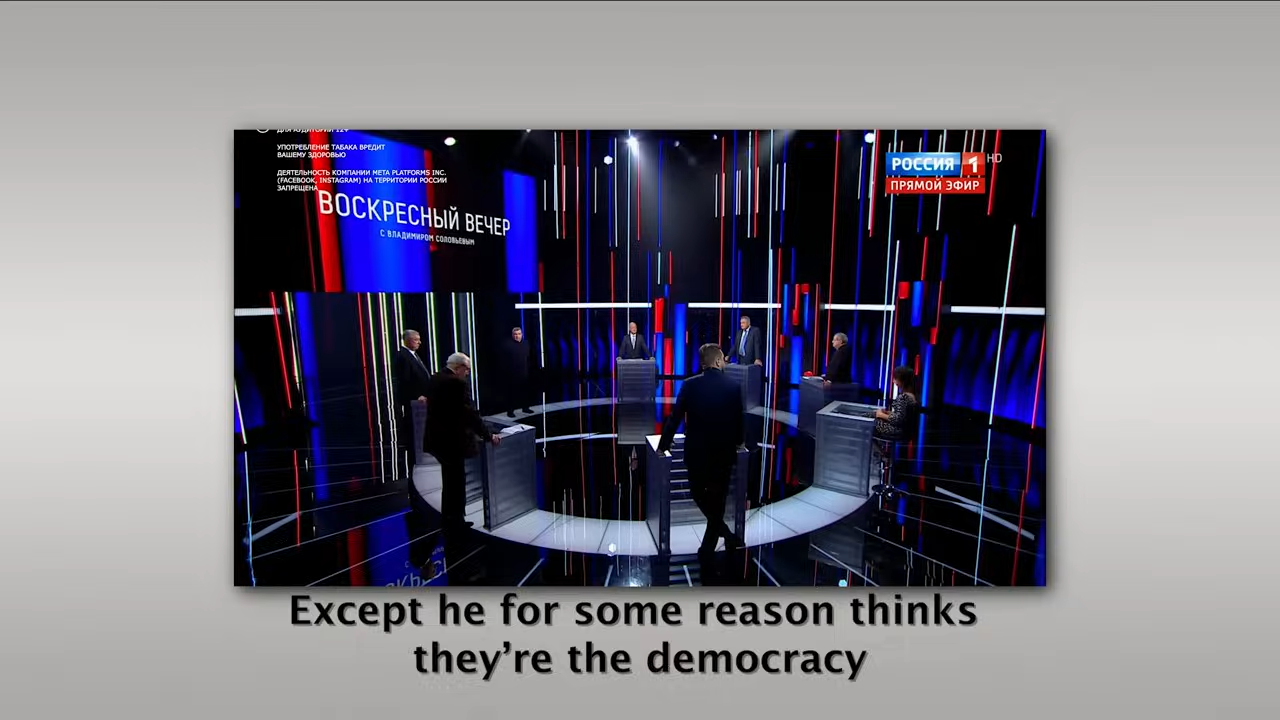 ДЛЯ АУДИТОРИИ 12+
УПОТРЕБЛЕНИЕ ТАБАКА ВРЕДИТ
ВАШЕМУ ЗДОРОВЬЮ
ДЕЯТЕЛЬНОСТЬ КОМПАНИИ META PLATFORMS INC.
(FACEBOOK, INSTAGRAM) НА ТЕРРИТОРИИ РОССИИ
ЗАПРЕЩЕНА
РОССИЯ 1 HD
ПРЯМОЙ ЭФИР
ВОСКРЕСНЫЙ ВЕЧЕР
С ВЛАДИМИРОМ СОЛОВЬЕВЫМ
Except he for some reason thinks
they’re the democracy